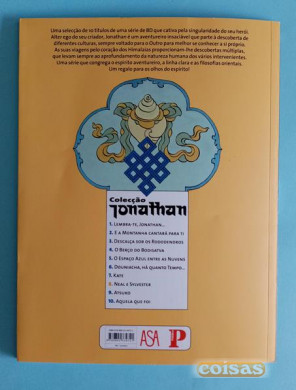 Uma selecção de 10 títulos de uma série de BD que cativa pela singularidade do seu herói.
Alter ego de seu criador, Jonathan é um aventureiro insaciável que parte à descoberta de
diferentes culturas, sempre voltado para o Outro para melhor se conhecer a si próprio.
As suas viagens pelo coração dos Himalaias proporcionam-lhe descobertas múltiplas,
que levam sempre ao aprofundamento da natureza humana dos vários intervenientes.
Uma série que congrega o espírito aventureiro, a linha clara e as filosofias orientais.
Um regalo para os olhos do espírito!
Colecção
Jonathan
1. Lembra-te, Jonathan...
2. E a Montanha cantará para ti
3. Descalça sob os Rododendros
4. O Berço do Bodisatva
5. O Espaço Azul entre as Nuvens
6. Douniacha, há quanto Tempo...
7. Kate
8. Neal e Sylvester
9. Atsuko
10. Aquela que foi
ASA
P
coisas